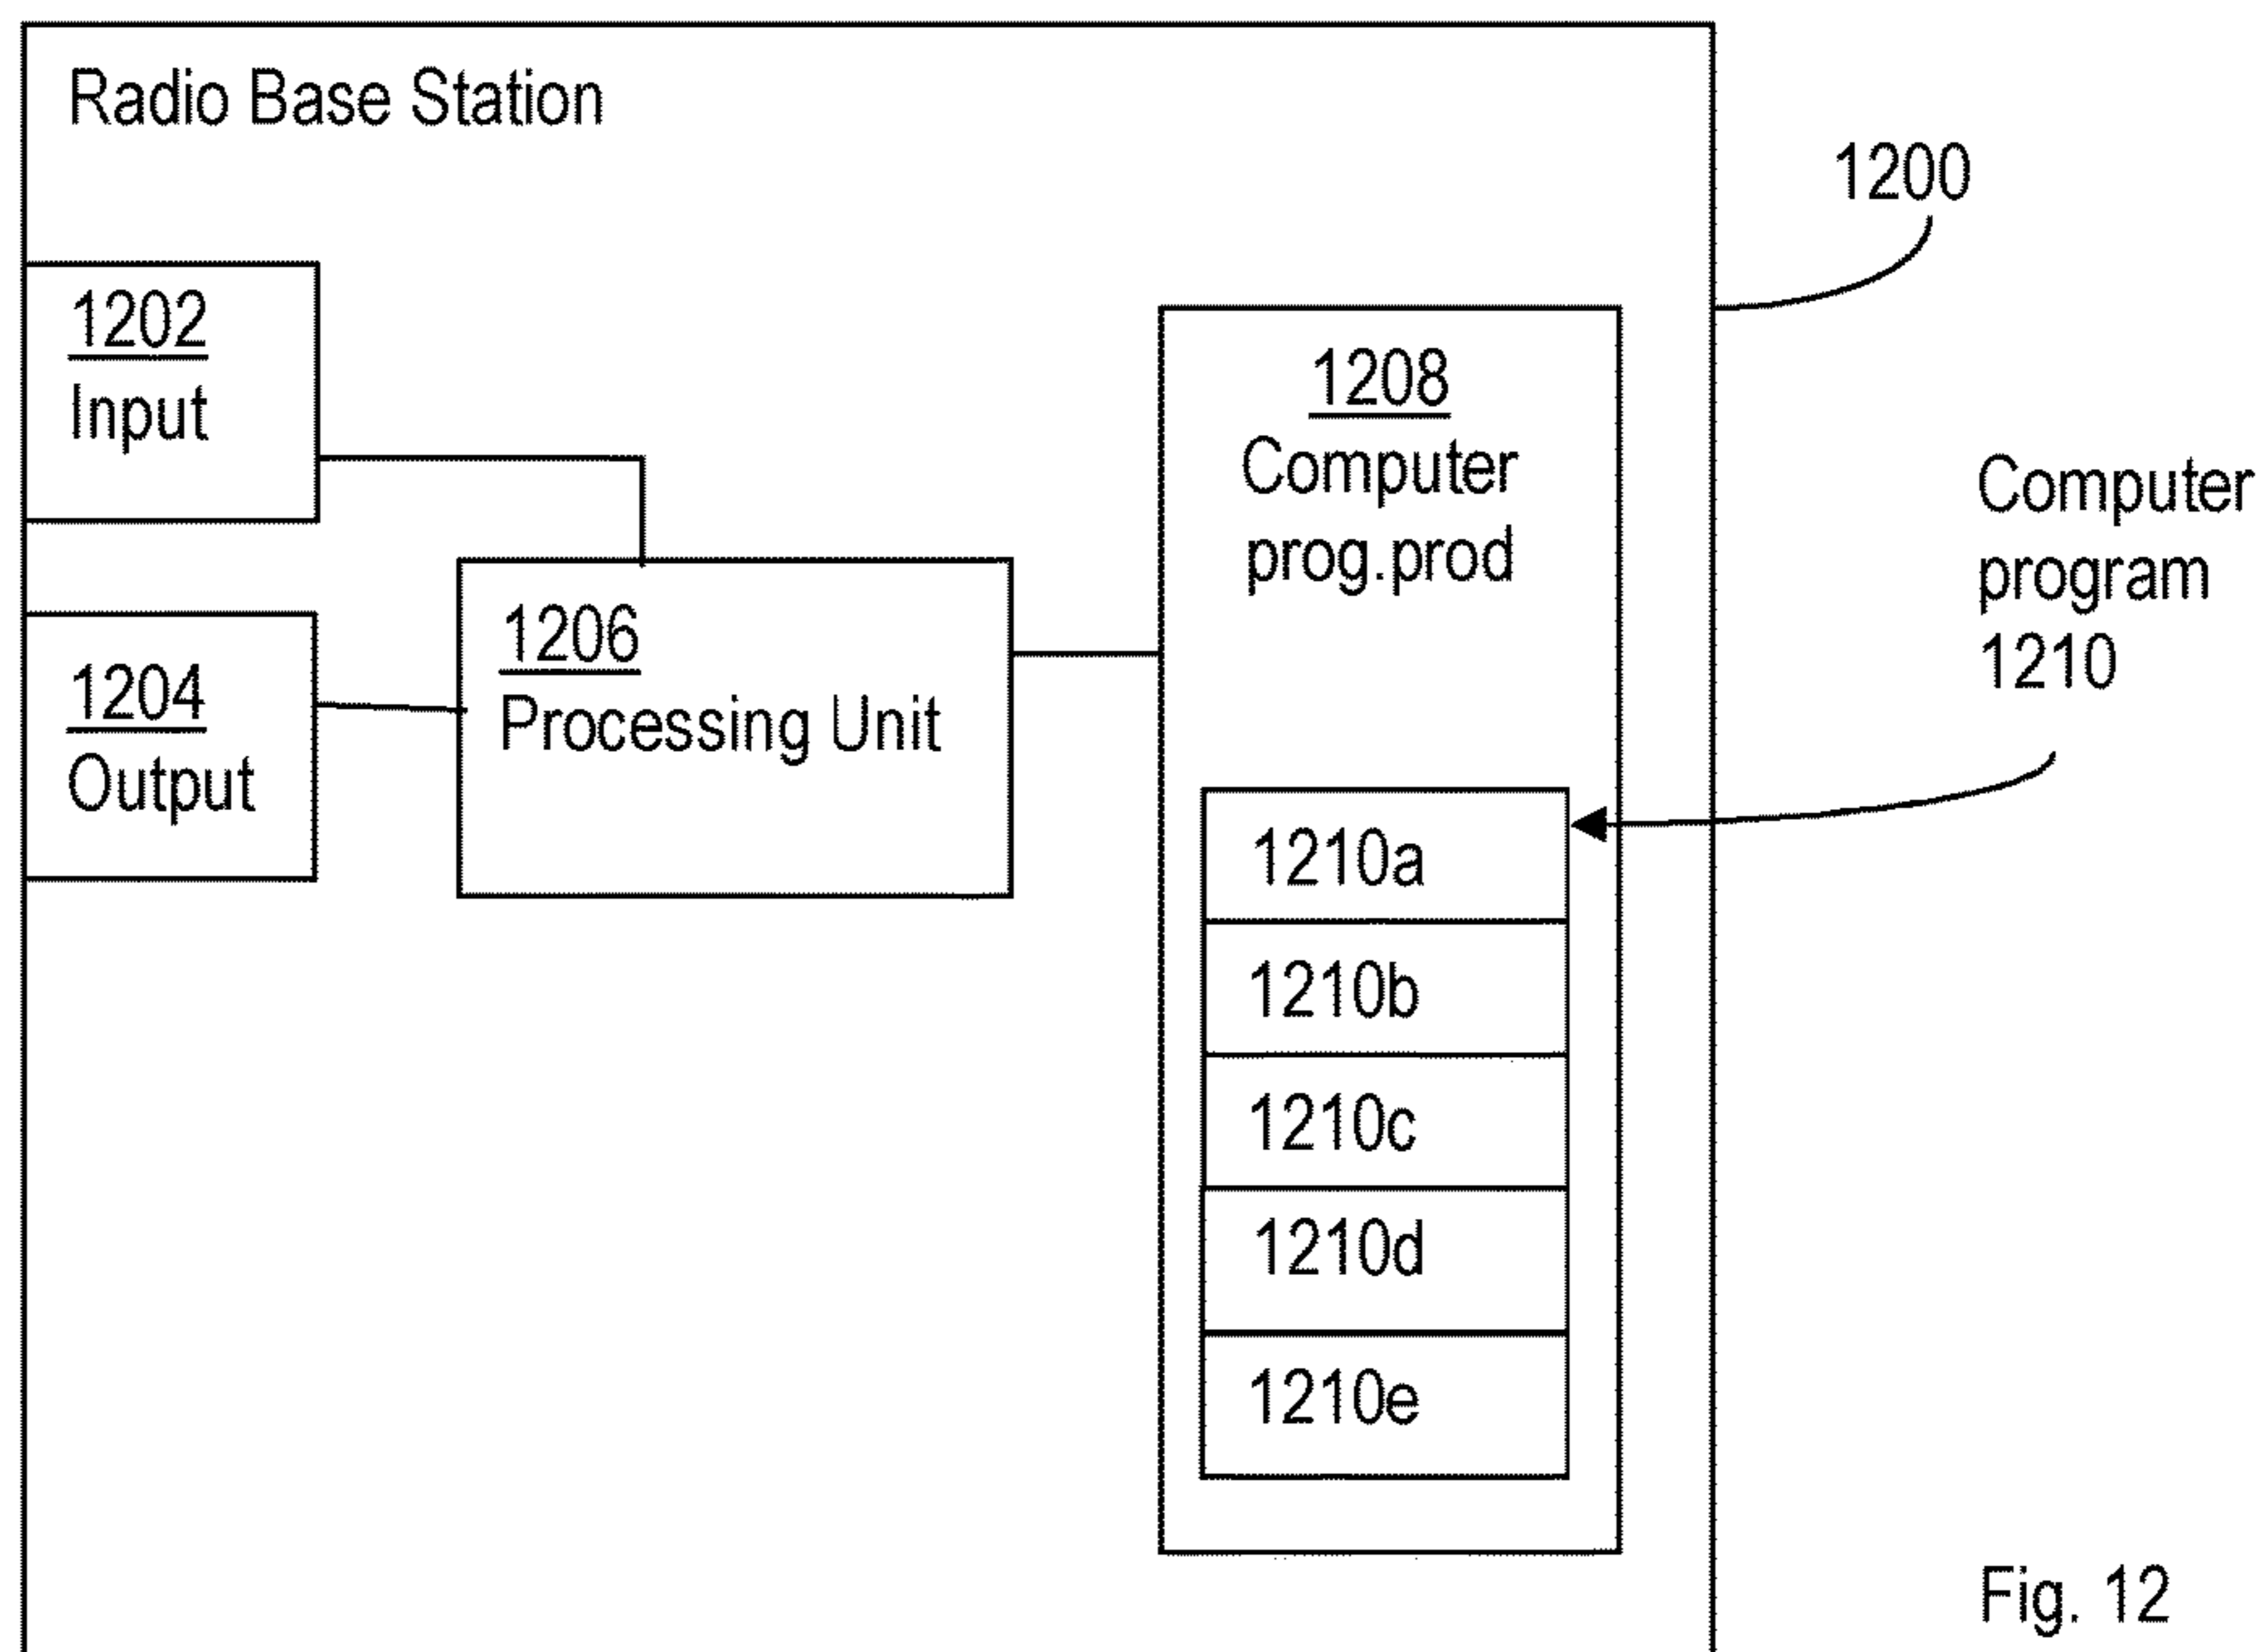 Radio Base Station
1200
1202
Input
1204
Output
1206
Processing Unit
1208
Computer
prog.prod
1210a
1210b
1210c
1210d
1210e
Computer
program
1210
Fig. 12